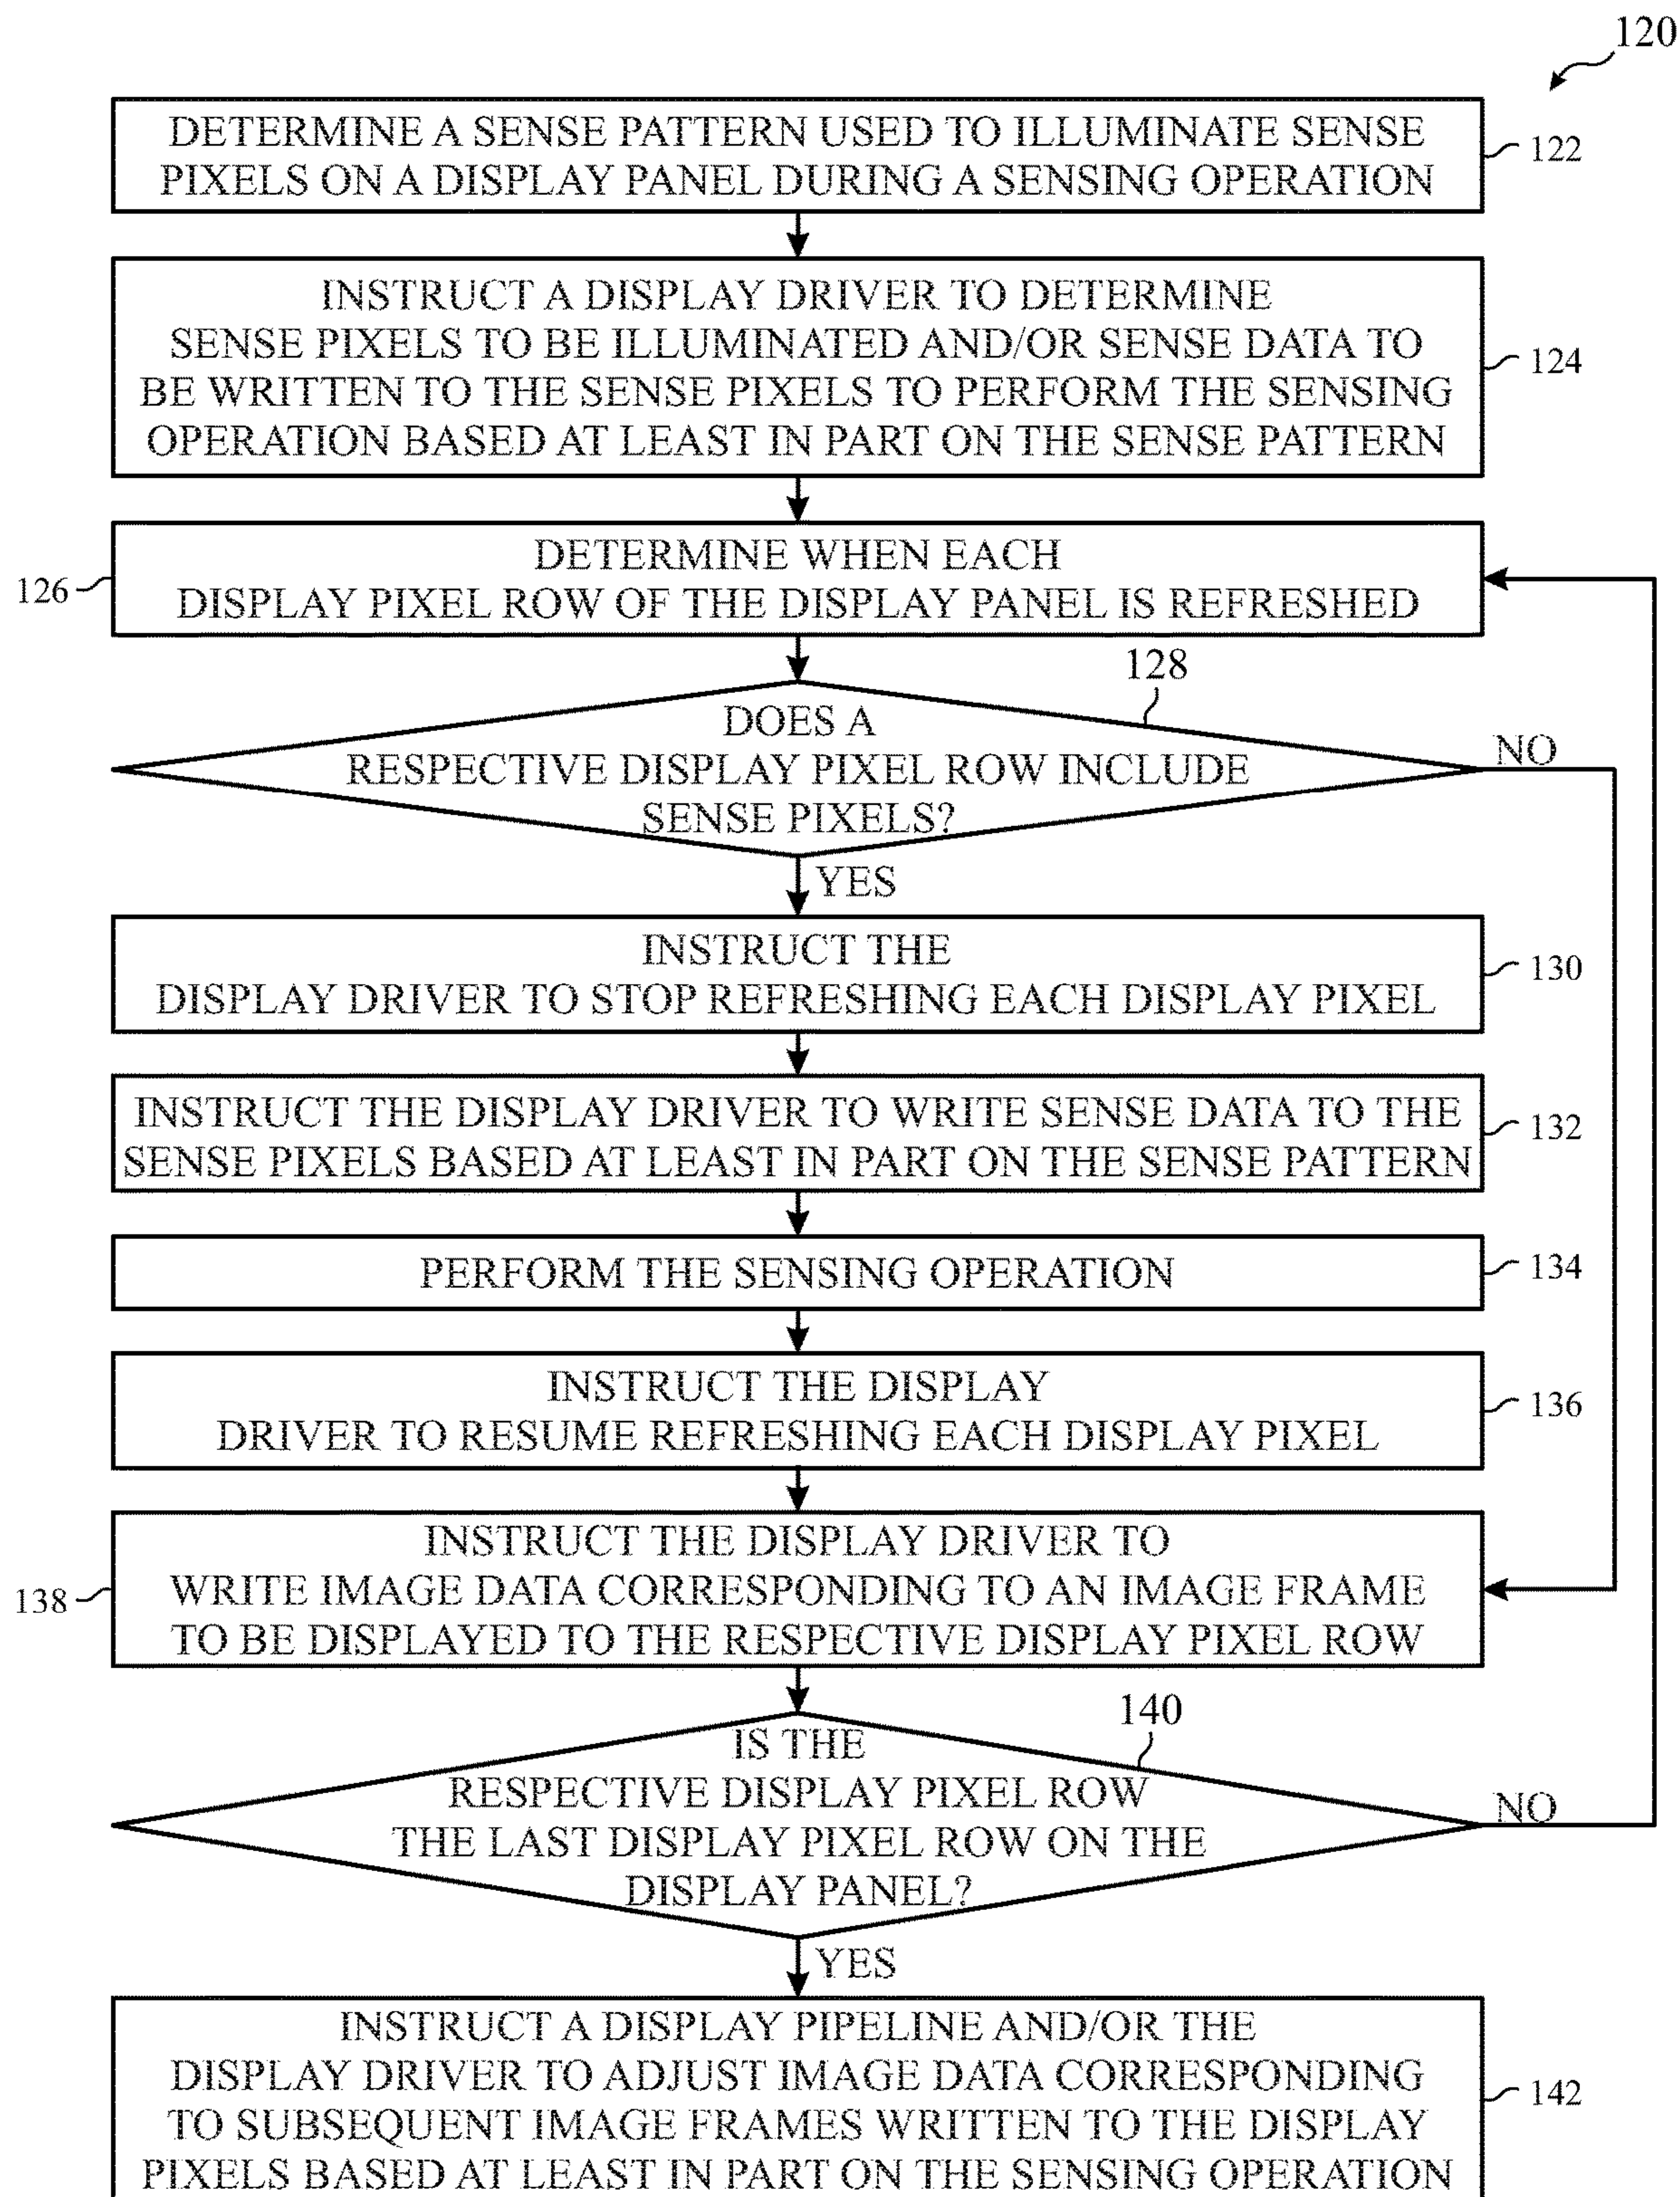 120
DETERMINE A SENSE PATTERN USED TO ILLUMINATE SENSE
PIXELS ON A DISPLAY PANEL DURING A SENSING OPERATION
122
INSTRUCT A DISPLAY DRIVER TO DETERMINE
SENSE PIXELS TO BE ILLUMINATED AND/OR SENSE DATA TO
BE WRITTEN TO THE SENSE PIXELS TO PERFORM THE SENSING
OPERATION BASED AT LEAST IN PART ON THE SENSE PATTERN
124
DETERMINE WHEN EACH
DISPLAY PIXEL ROW OF THE DISPLAY PANEL IS REFRESHED
126
128
DOES A
RESPECTIVE DISPLAY PIXEL ROW INCLUDE
SENSE PIXELS?
NO
YES
INSTRUCT THE
DISPLAY DRIVER TO STOP REFRESHING EACH DISPLAY PIXEL
130
INSTRUCT THE DISPLAY DRIVER TO WRITE SENSE DATA TO THE
SENSE PIXELS BASED AT LEAST IN PART ON THE SENSE PATTERN
132
PERFORM THE SENSING OPERATION
134
INSTRUCT THE DISPLAY
DRIVER TO RESUME REFRESHING EACH DISPLAY PIXEL
136
INSTRUCT THE DISPLAY DRIVER TO
WRITE IMAGE DATA CORRESPONDING TO AN IMAGE FRAME
TO BE DISPLAYED TO THE RESPECTIVE DISPLAY PIXEL ROW
138
140
IS THE
RESPECTIVE DISPLAY PIXEL ROW
THE LAST DISPLAY PIXEL ROW ON THE
DISPLAY PANEL?
NO
YES
INSTRUCT A DISPLAY PIPELINE AND/OR THE
DISPLAY DRIVER TO ADJUST IMAGE DATA CORRESPONDING
TO SUBSEQUENT IMAGE FRAMES WRITTEN TO THE DISPLAY
PIXELS BASED AT LEAST IN PART ON THE SENSING OPERATION
142